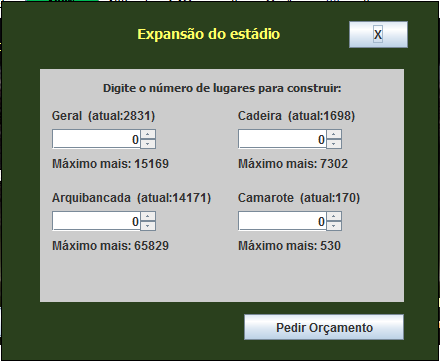 Expansão do estádio
X
Digite o número de lugares para construir:
Geral (atual:2831)
Cadeira (atual:1698)
0
0
Máximo mais: 15169
Máximo mais: 7302
Arquibancada (atual:14171)
Camarote (atual:170)
0
0
Máximo mais: 65829
Máximo mais: 530
Pedir Orçamento